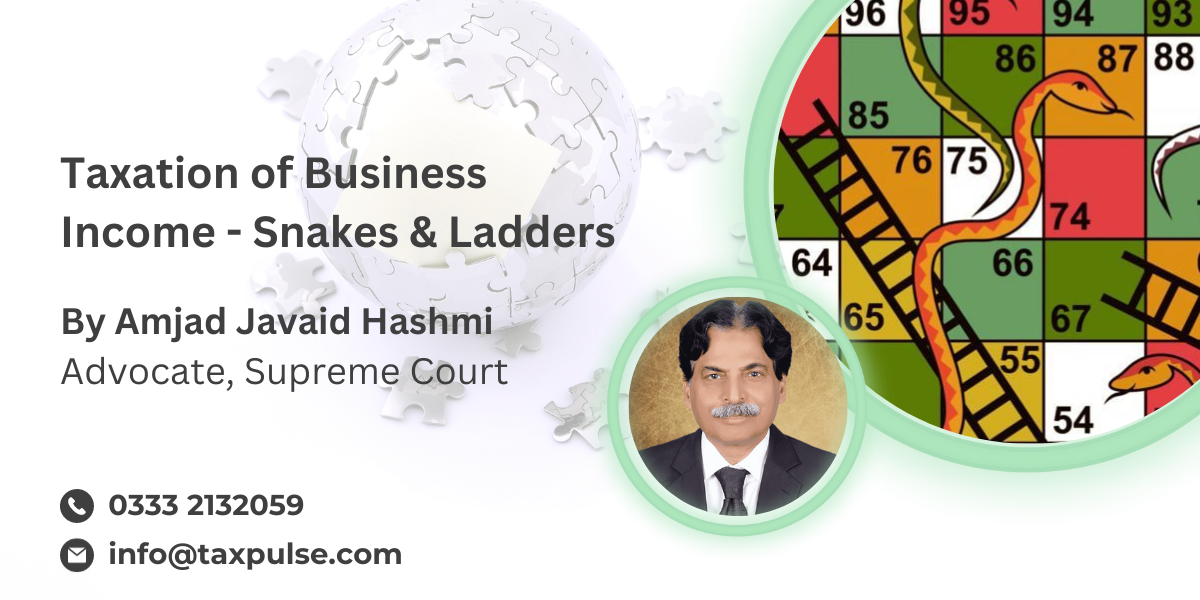 Taxation of Business
Income - Snakes & Ladders
By Amjad Javaid Hashmi
Advocate, Supreme Court
0333 2132059
info@taxpulse.com
96 95 94 93
86 87 88
85
76 75
74
64 66
65 67
55
54